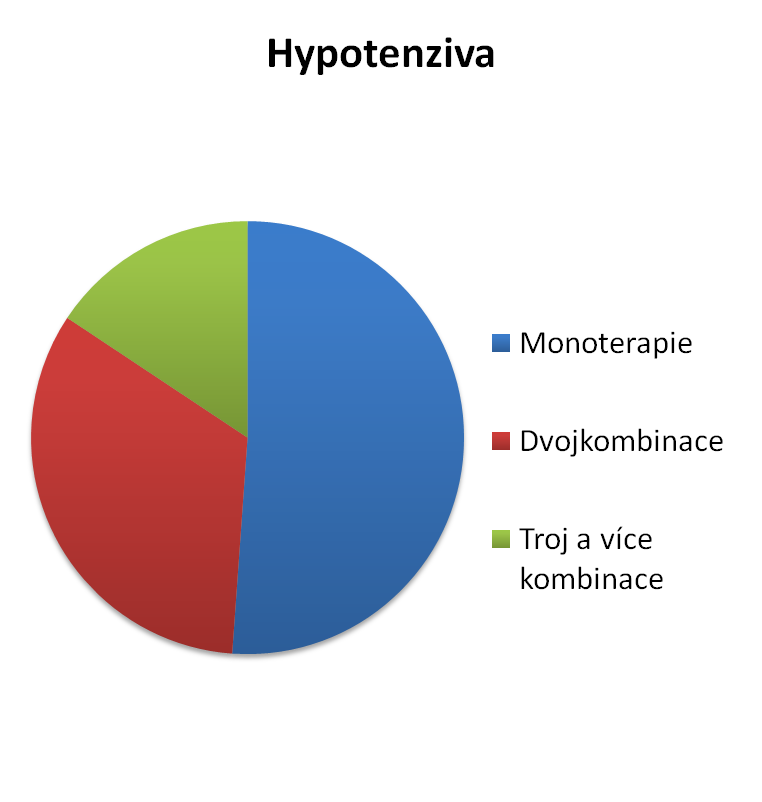 Hypotenziva
Monoterapie
Dvojkombinace
Troj a více
kombinace